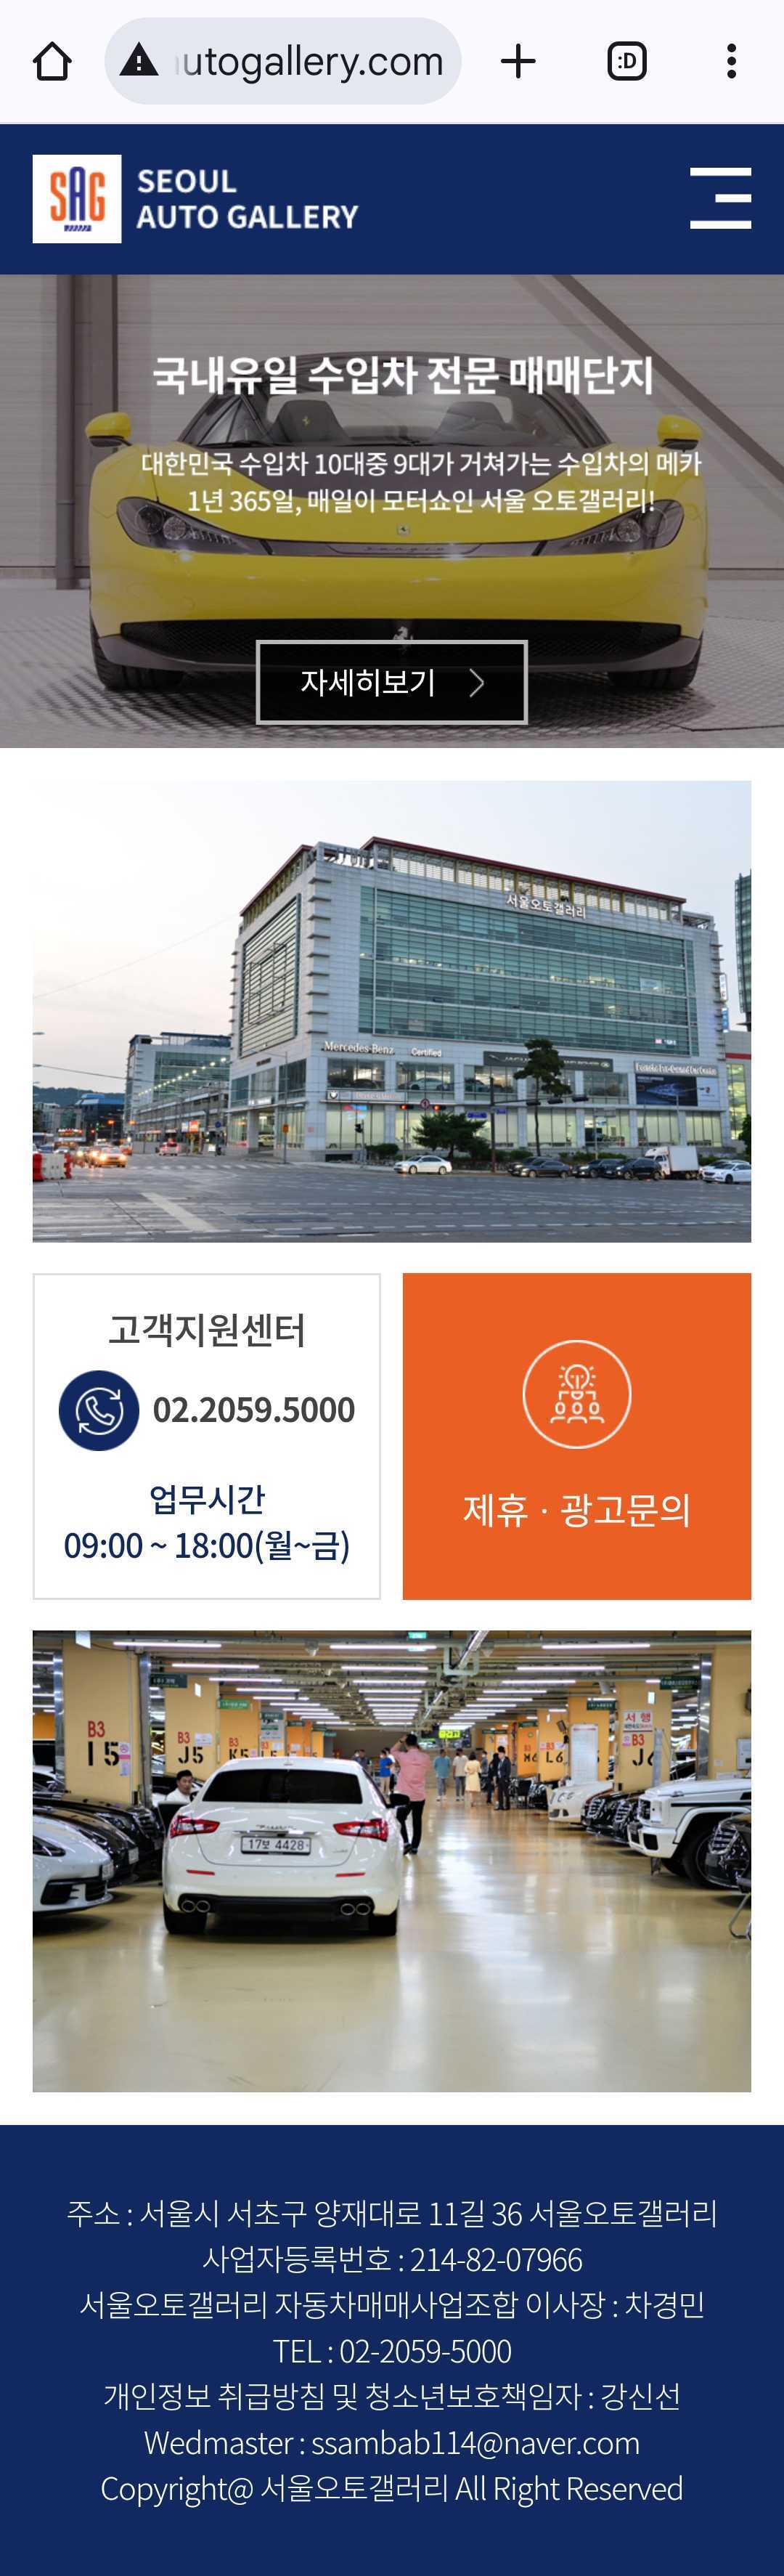 utogallery.com
:D
SAG
SEOUL
AUTO GALLERY
국내유일 수입차 전문 매매단지
대한민국 수입차 10대중 9대가 거쳐가는 수입차의 메카
1년 365일, 매일이 모터쇼인 서울 오토갤러리!
자세히보기
서울오토갤러리
Mercedes-Benz Certified
고객지원센터
02.2059.5000
업무시간
09:00 ~ 18:00(월~금)
제휴 · 광고문의
B3
I 5
B3
J5
B3
K5
M6
L6
서 행
B3
J6
17보 4428
주소 : 서울시 서초구 양재대로 11길 36 서울오토갤러리
사업자등록번호 : 214-82-07966
서울오토갤러리 자동차매매사업조합 이사장 : 차경민
TEL : 02-2059-5000
개인정보 취급방침 및 청소년보호책임자 : 강신선
Wedmaster : ssambab114@naver.com
Copyright@ 서울오토갤러리 All Right Reserved